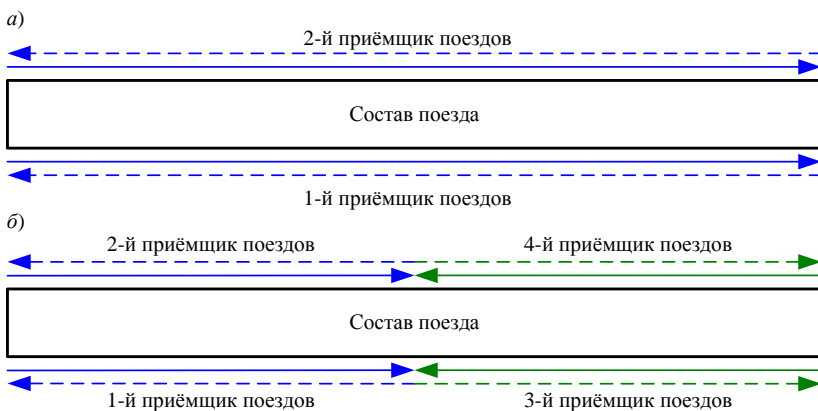 а)
2-й приёмщик поездов
Состав поезда
1-й приёмщик поездов
б)
2-й приёмщик поездов 4-й приёмщик поездов
Состав поезда
1-й приёмщик поездов 3-й приёмщик поездов